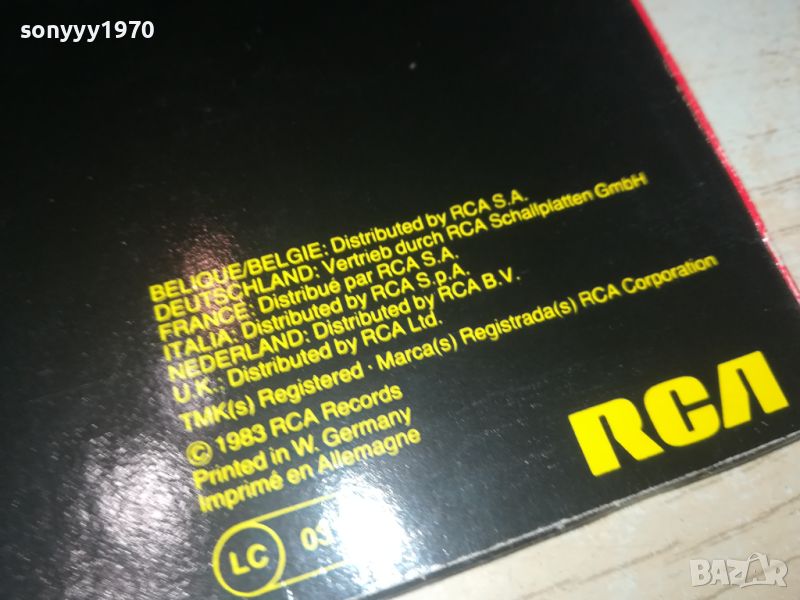 sonyyy1970
BELIQUE/BELGIE: Distributed by RCA S.A.
DEUTSCHLAND: Vertrieb durch RCA Schallplatten GmbH
FRANCE: Distribué par RCA S.A.
ITALIA: Distributed by RCA S.p.A.
NEDERLAND: Distributed by RCA B.V.
U.K.: Distributed by RCA Ltd.
TMK(s) Registered · Marca(s) Registrada(s) RCA Corporation
© 1983 RCA Records
Printed in W. Germany
Imprimé en Allemagne
RCA
LC
BAZAR